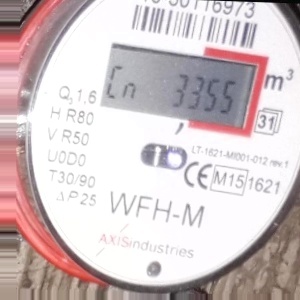 50116973
Cn 3355 m³
31
Q₃ 1,6
H R80
V R50
U0D0
T30/90
△P 25
LT-1621-MI001-012 rev.1
CE M15 1621
WFH-M
AXISindustries